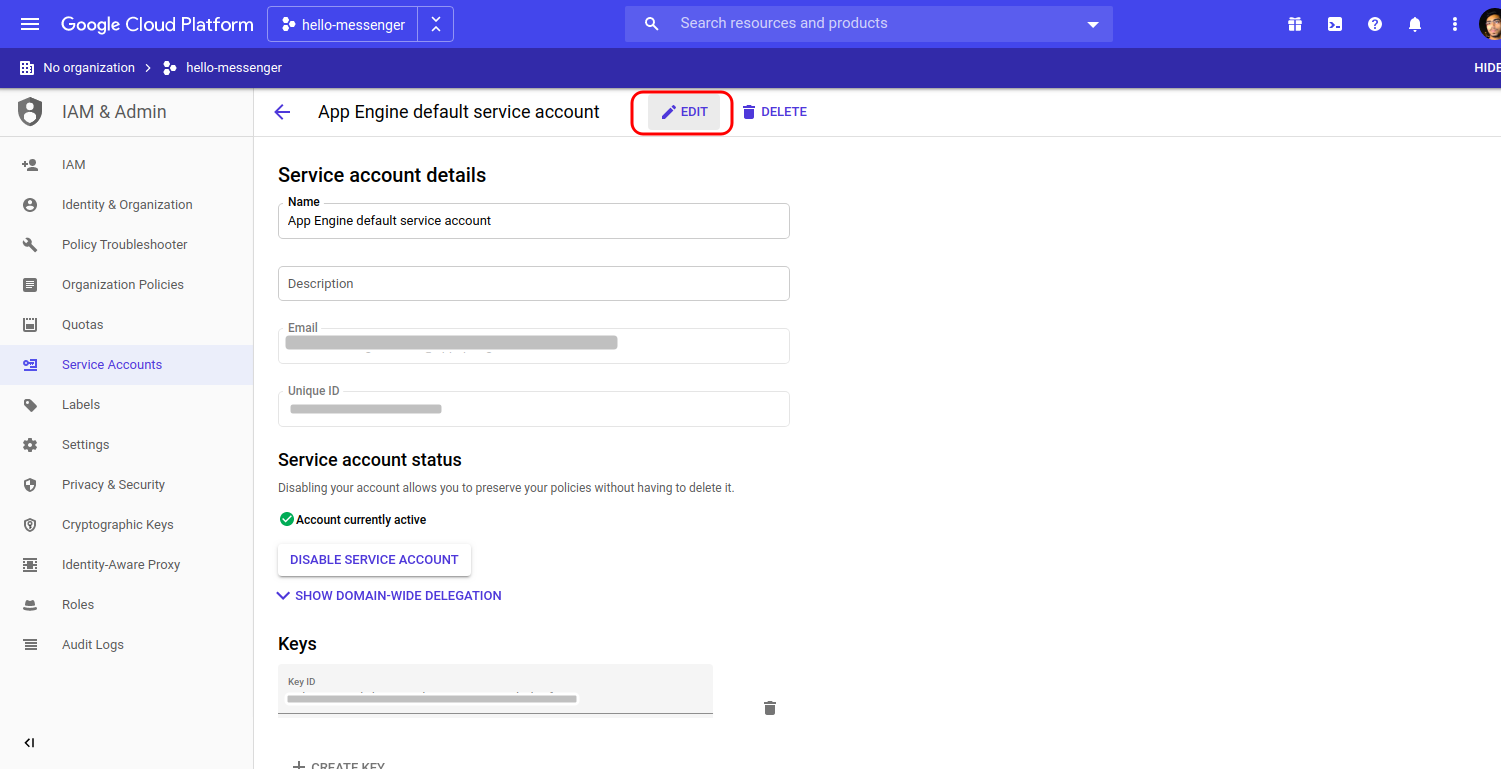 Google Cloud Platform
hello-messenger
Search resources and products
No organization
hello-messenger
HIDE
IAM & Admin
App Engine default service account
EDIT
DELETE
IAM
Identity & Organization
Policy Troubleshooter
Organization Policies
Quotas
Service Accounts
Labels
Settings
Privacy & Security
Cryptographic Keys
Identity-Aware Proxy
Roles
Audit Logs
Service account details
Name
App Engine default service account
Description
Email
Unique ID
Service account status
Disabling your account allows you to preserve your policies without having to delete it.
Account currently active
DISABLE SERVICE ACCOUNT
SHOW DOMAIN-WIDE DELEGATION
Keys
Key ID
CREATE KEY